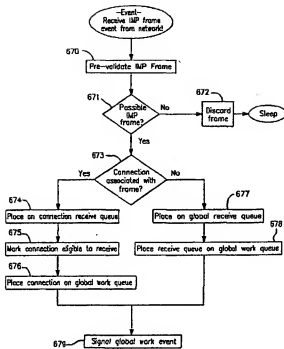 —Event—
Receive IMP frame
event from network!
670
Pre-validate IMP Frame
671
Possible
IMP
frame?
No
672
Discard
frame
Sleep
Yes
673
Connection
associated with
frame?
Yes
No
674
Place on connection receive queue
677
Place on global receive queue
675
Mark connection eligible to receive
678
Place receive queue on global work queue
676
Place connection on global work queue
679
Signal global work event